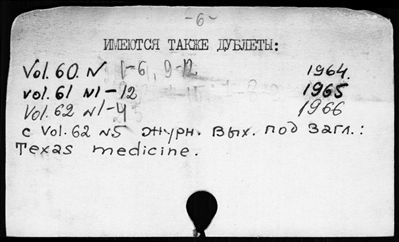 -6-
ИМЕЮТСЯ ТАКЖЕ ДУБЛЕТЫ:
Vol. 60. N 1-6, 9-12 1964.
vol. 61 N1-12 1965
Vol. 62 N1-4 1966
с Vol. 62 N5 журн. вых. под загл.:
Texas medicine.